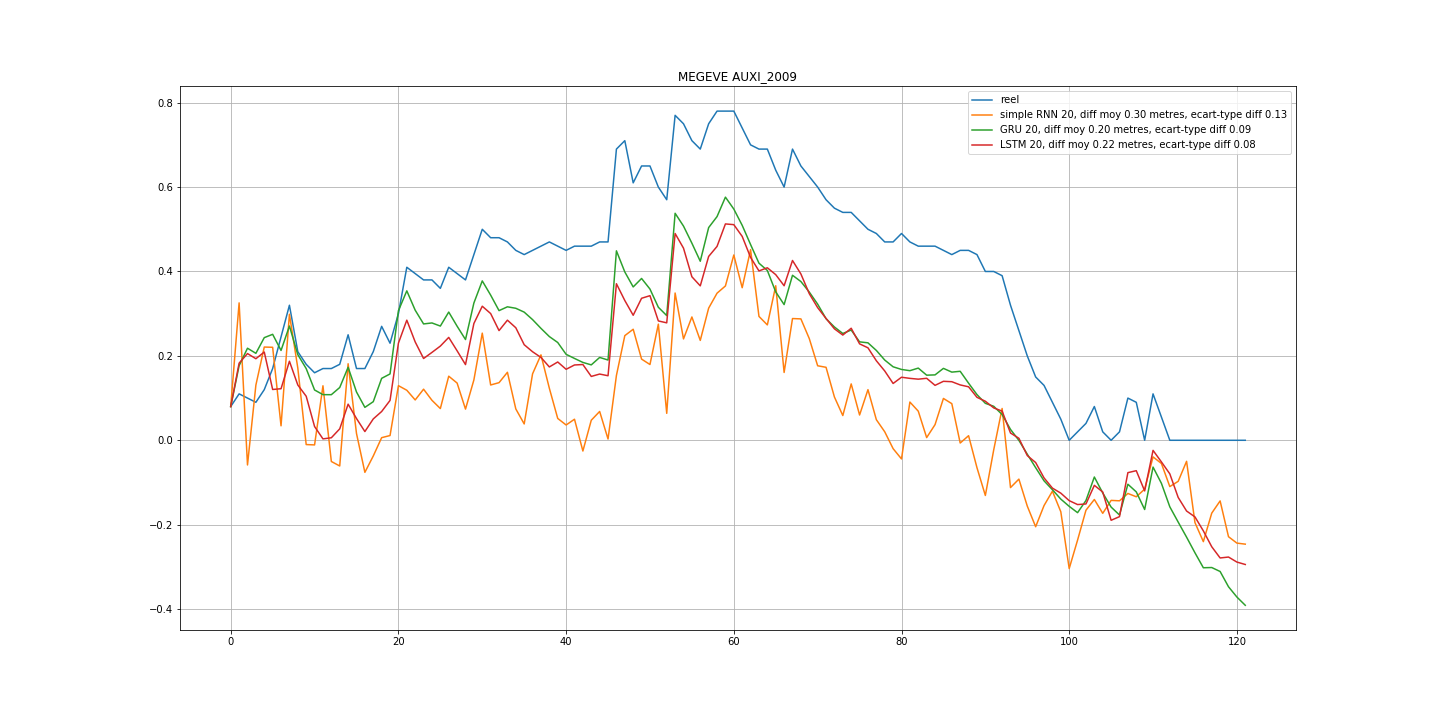 MEGEVE AUXI_2009
reel
simple RNN 20, diff moy 0.30 metres, ecart-type diff 0.13
GRU 20, diff moy 0.20 metres, ecart-type diff 0.09
LSTM 20, diff moy 0.22 metres, ecart-type diff 0.08
0.8
0.6
0.4
0.2
0.0
−0.2
−0.4
0 20 40 60 80 100 120